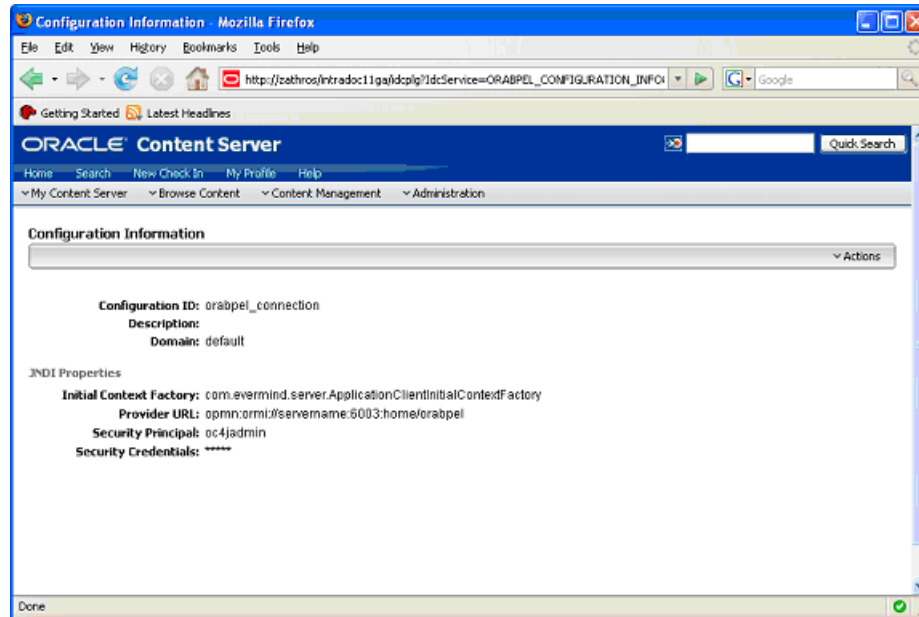 Configuration Information - Mozilla Firefox
File Edit View History Bookmarks Tools Help
http://zathros/intradoc11ga/idcplg?IdcService=ORABPEL_CONFIGURATION_INFO
G Google
Getting Started Latest Headlines
ORACLE Content Server
Quick Search
Home Search New Check In My Profile Help
My Content Server Browse Content Content Management Administration
Configuration Information
Actions
Configuration ID: orabpel_connection
Description:
Domain: default
JNDI Properties
Initial Context Factory: com.evermind.server.ApplicationClientInitialContextFactory
Provider URL: opmn:ormi://servername:6003:home/orabpel
Security Principal: oc4jadmin
Security Credentials: *****
Done